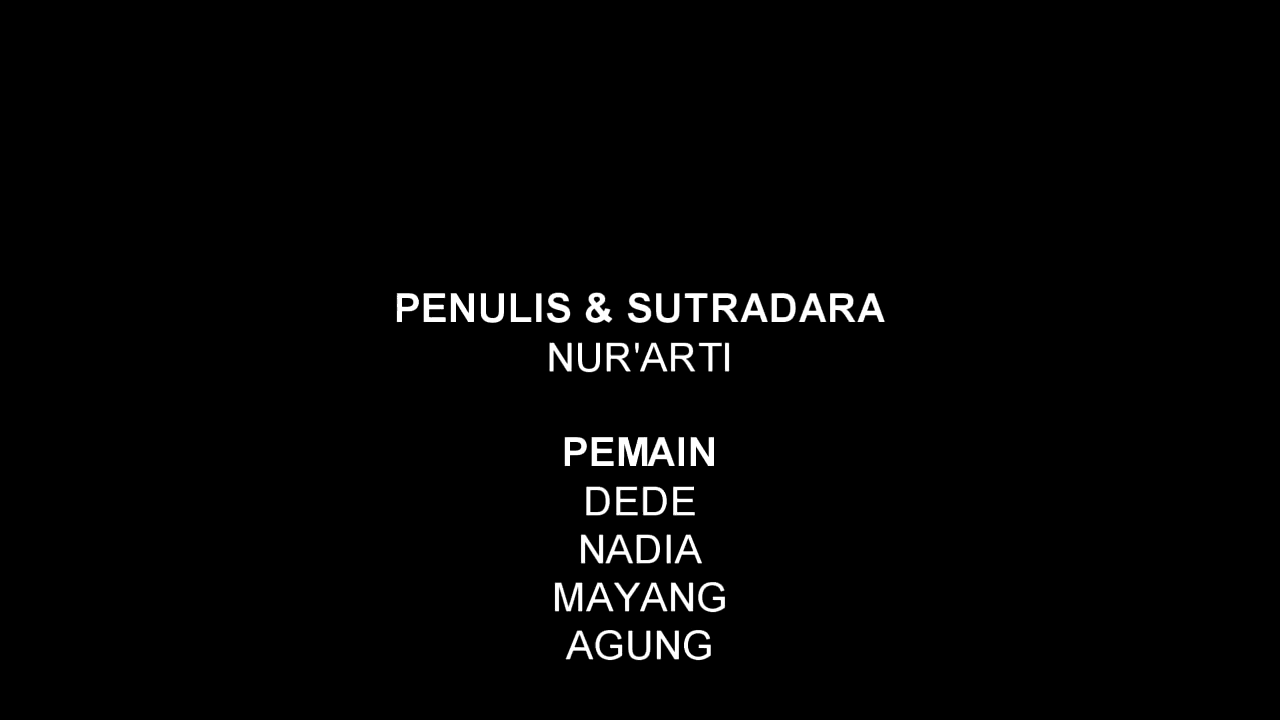 PENULIS & SUTRADARA
NUR'ARTI
PEMAIN
DEDE
NADIA
MAYANG
AGUNG